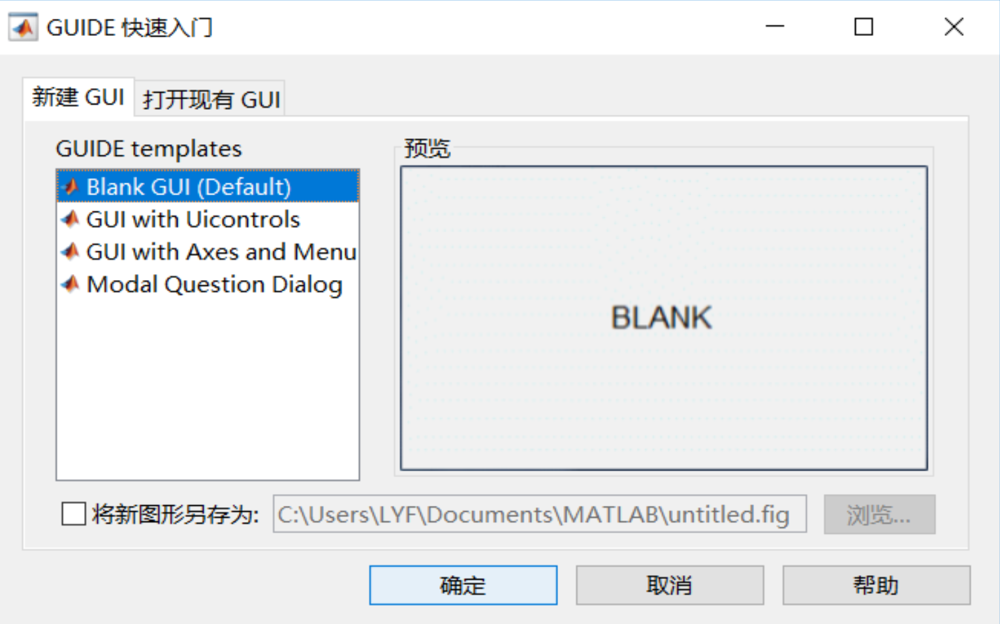 GUIDE 快速入门
新建 GUI
打开现有 GUI
GUIDE templates
Blank GUI (Default)
GUI with Uicontrols
GUI with Axes and Menu
Modal Question Dialog
预览
BLANK
将新图形另存为:
C:\Users\LYF\Documents\MATLAB\untitled.fig
浏览...
确定
取消
帮助